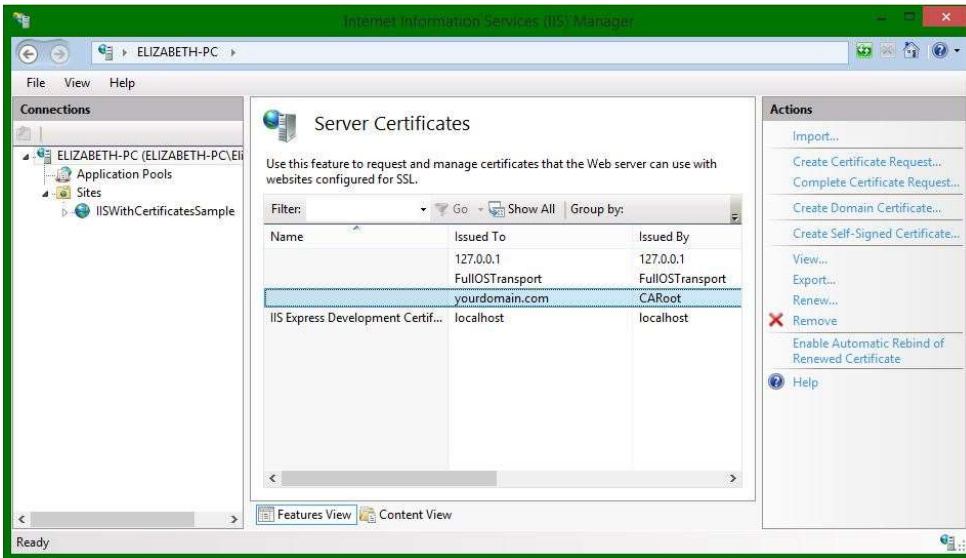 Internet Information Services (IIS) Manager
ELIZABETH-PC
File View Help
Connections
ELIZABETH-PC (ELIZABETH-PC\Eli
Application Pools
Sites
IISWithCertificatesSample
Server Certificates
Use this feature to request and manage certificates that the Web server can use with
websites configured for SSL.
Filter: Go Show All Group by:
Name Issued To Issued By
127.0.0.1 127.0.0.1
FullOSTransport FullOSTransport
yourdomain.com CARoot
IIS Express Development Certif... localhost localhost
Features View Content View
Actions
Import...
Create Certificate Request...
Complete Certificate Request...
Create Domain Certificate...
Create Self-Signed Certificate...
View...
Export...
Renew...
Remove
Enable Automatic Rebind of
Renewed Certificate
Help
Ready